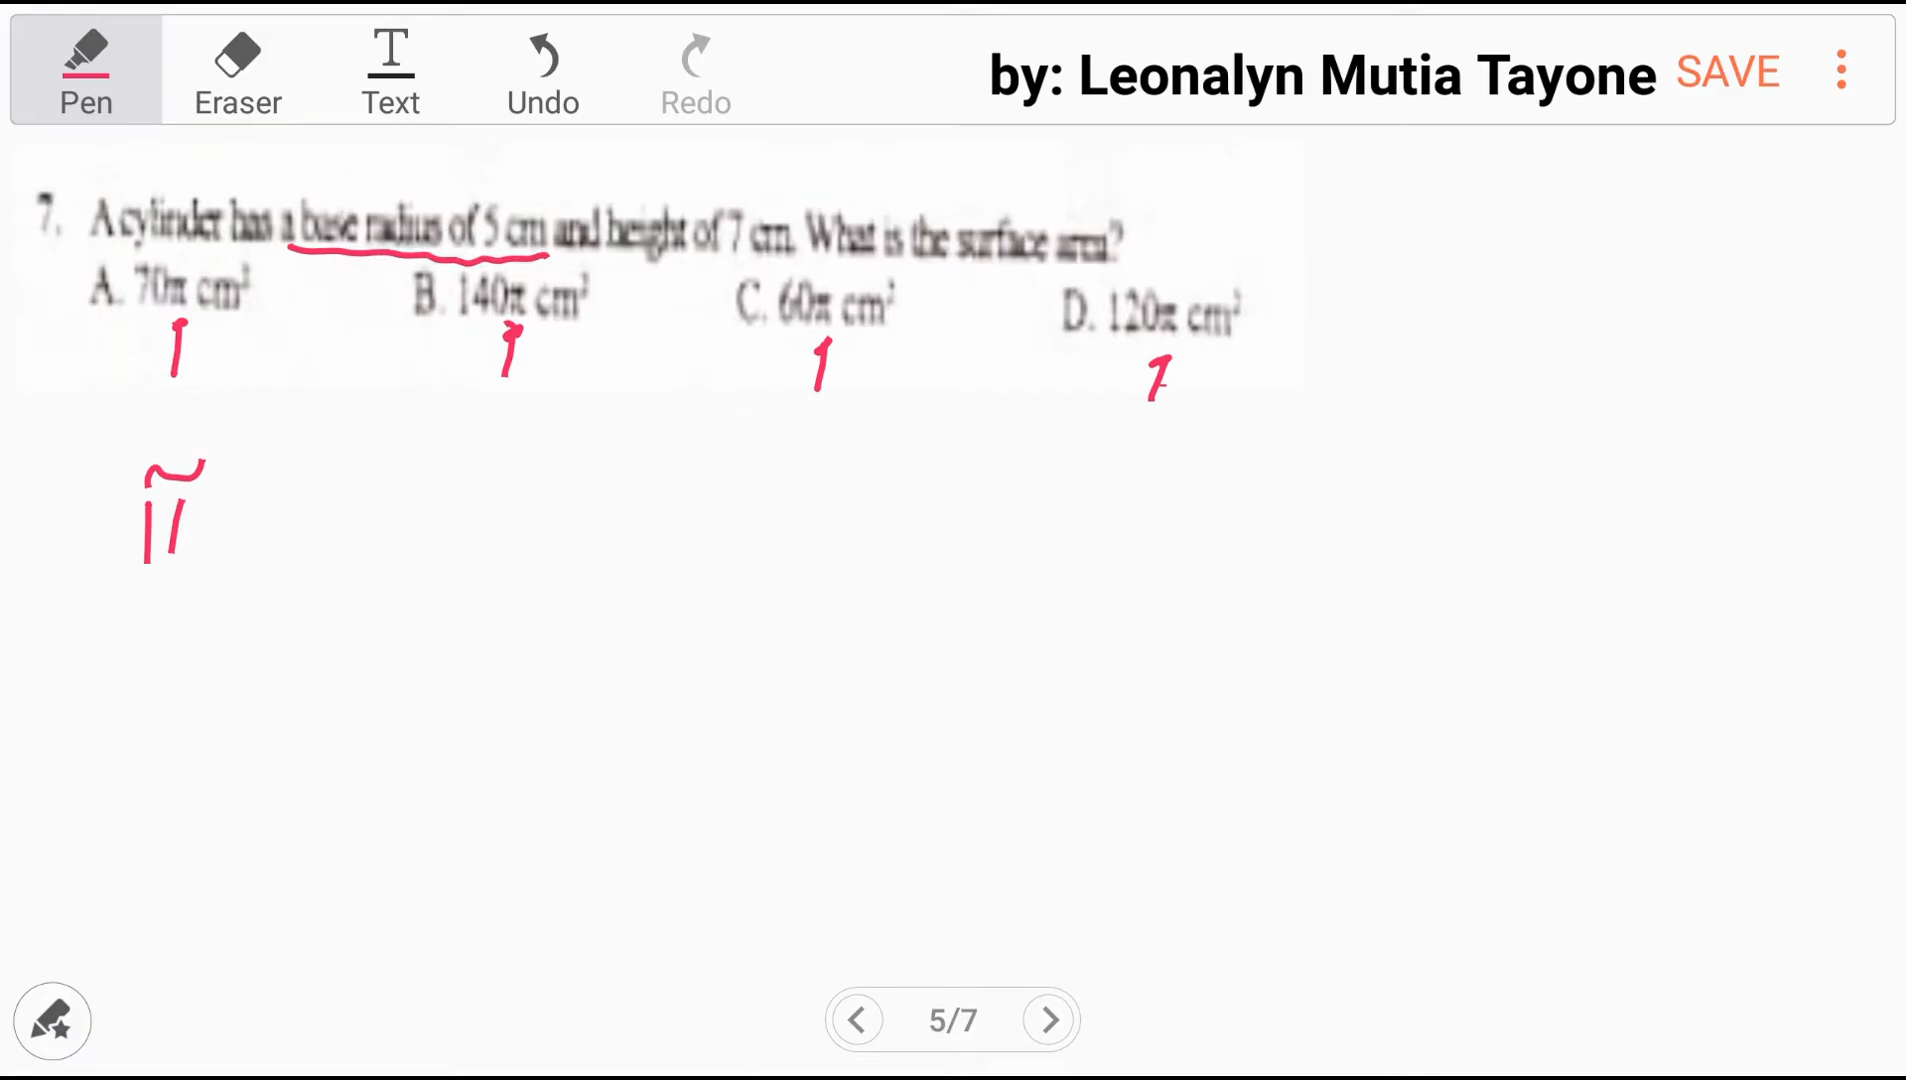 Pen Eraser Text Undo Redo by: Leonalyn Mutia Tayone SAVE
7. A cylinder has a base radius of 5 cm and height of 7 cm. What is the surface area?
A. 70π cm² B. 140π cm² C. 60π cm² D. 120π cm²
π
5/7